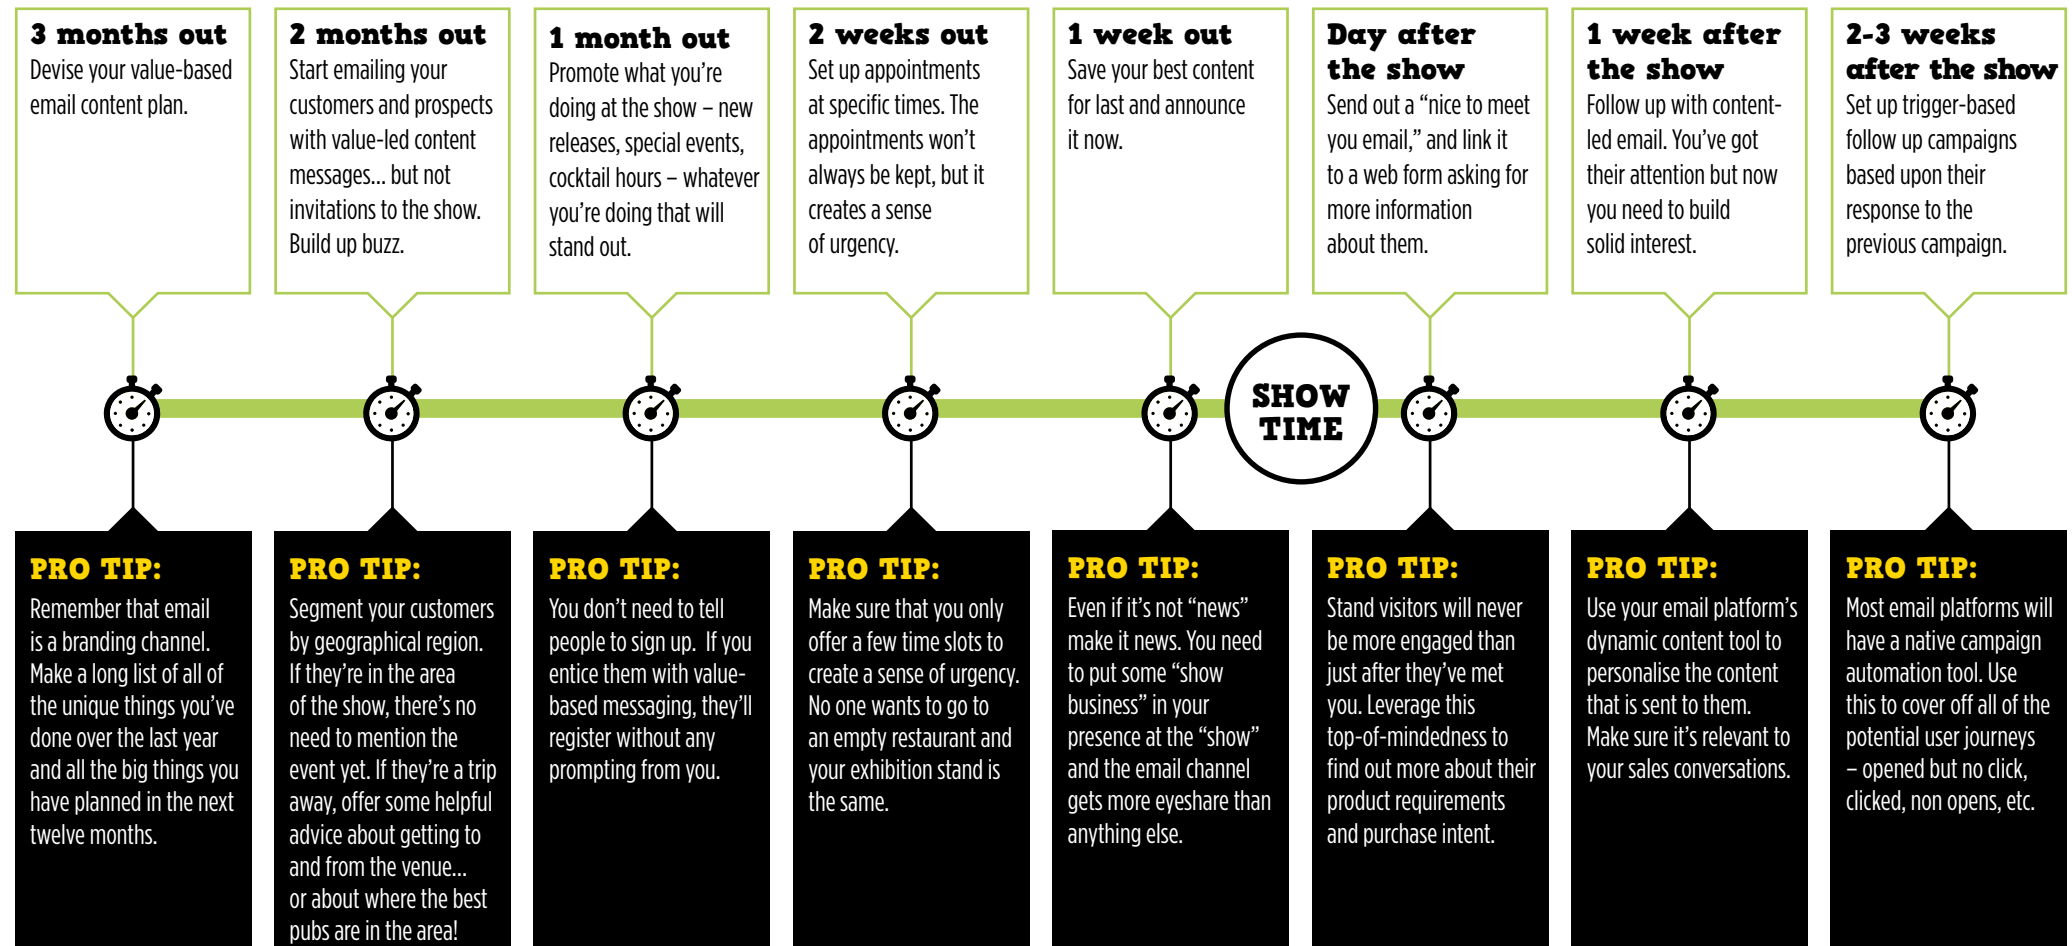 3 months out
Devise your value-based
email content plan.
2 months out
Start emailing your
customers and prospects
with value-led content
messages... but not
invitations to the show.
Build up buzz.
1 month out
Promote what you’re
doing at the show – new
releases, special events,
cocktail hours – whatever
you’re doing that will
stand out.
2 weeks out
Set up appointments
at specific times. The
appointments won’t
always be kept, but it
creates a sense
of urgency.
1 week out
Save your best content
for last and announce
it now.
Day after
the show
Send out a “nice to meet
you email,” and link it
to a web form asking for
more information
about them.
1 week after
the show
Follow up with content-
led email. You’ve got
their attention but now
you need to build
solid interest.
2-3 weeks
after the show
Set up trigger-based
follow up campaigns
based upon their
response to the
previous campaign.
SHOW
TIME
PRO TIP:
Remember that email
is a branding channel.
Make a long list of all of
the unique things you’ve
done over the last year
and all the big things you
have planned in the next
twelve months.
PRO TIP:
Segment your customers
by geographical region.
If they’re in the area
of the show, there’s no
need to mention the
event yet. If they’re a trip
away, offer some helpful
advice about getting to
and from the venue...
or about where the best
pubs are in the area!
PRO TIP:
You don’t need to tell
people to sign up.  If you
entice them with value-
based messaging, they’ll
register without any
prompting from you.
PRO TIP:
Make sure that you only
offer a few time slots to
create a sense of urgency.
No one wants to go to
an empty restaurant and
your exhibition stand is
the same.
PRO TIP:
Even if it’s not “news”
make it news. You need
to put some “show
business” in your
presence at the “show”
and the email channel
gets more eyeshare than
anything else.
PRO TIP:
Stand visitors will never
be more engaged than
just after they’ve met
you. Leverage this
top-of-mindedness to
find out more about their
product requirements
and purchase intent.
PRO TIP:
Use your email platform’s
dynamic content tool to
personalise the content
that is sent to them.
Make sure it’s relevant to
your sales conversations.
PRO TIP:
Most email platforms will
have a native campaign
automation tool. Use
this to cover off all of the
potential user journeys
– opened but no click,
clicked, non opens, etc.